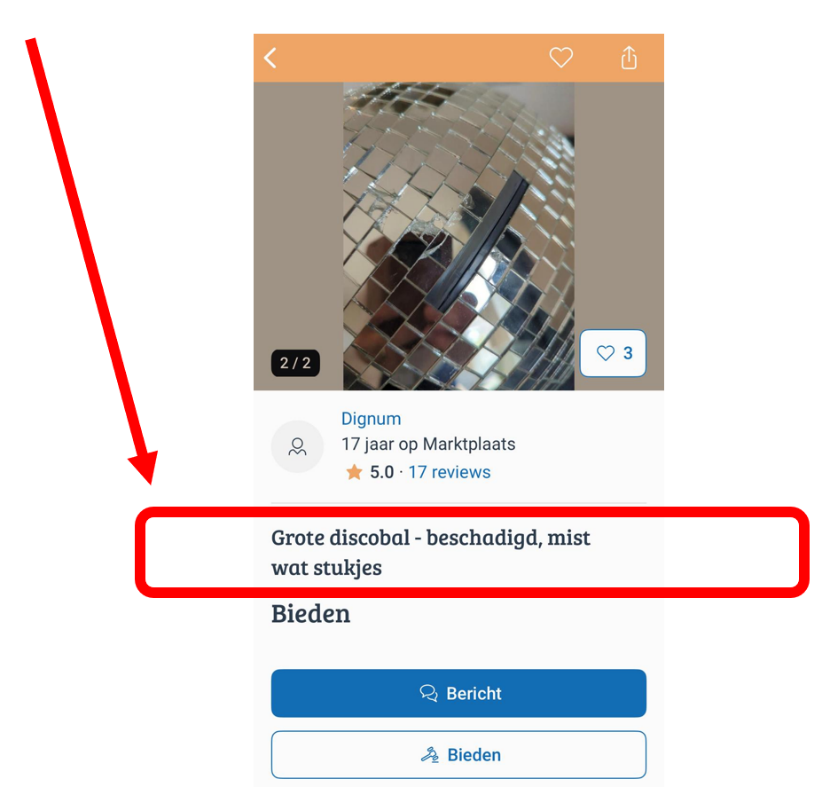 2/2
3
Dignum
17 jaar op Marktplaats
5.0 · 17 reviews
Grote discobal - beschadigd, mist
wat stukjes
Bieden
Bericht
Bieden